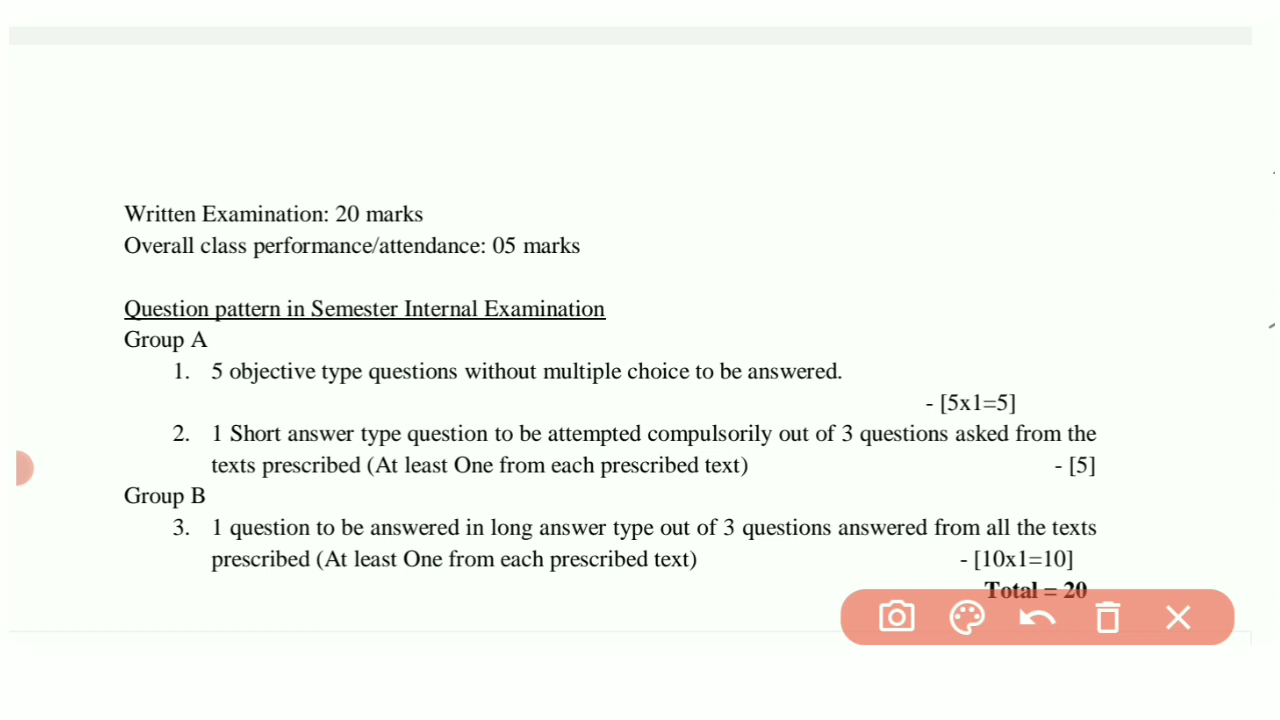 Written Examination: 20 marks
Overall class performance/attendance: 05 marks
Question pattern in Semester Internal Examination
Group A
1. 5 objective type questions without multiple choice to be answered.
- [5x1=5]
2. 1 Short answer type question to be attempted compulsorily out of 3 questions asked from the
texts prescribed (At least One from each prescribed text) - [5]
Group B
3. 1 question to be answered in long answer type out of 3 questions answered from all the texts
prescribed (At least One from each prescribed text) - [10x1=10]
Total = 20